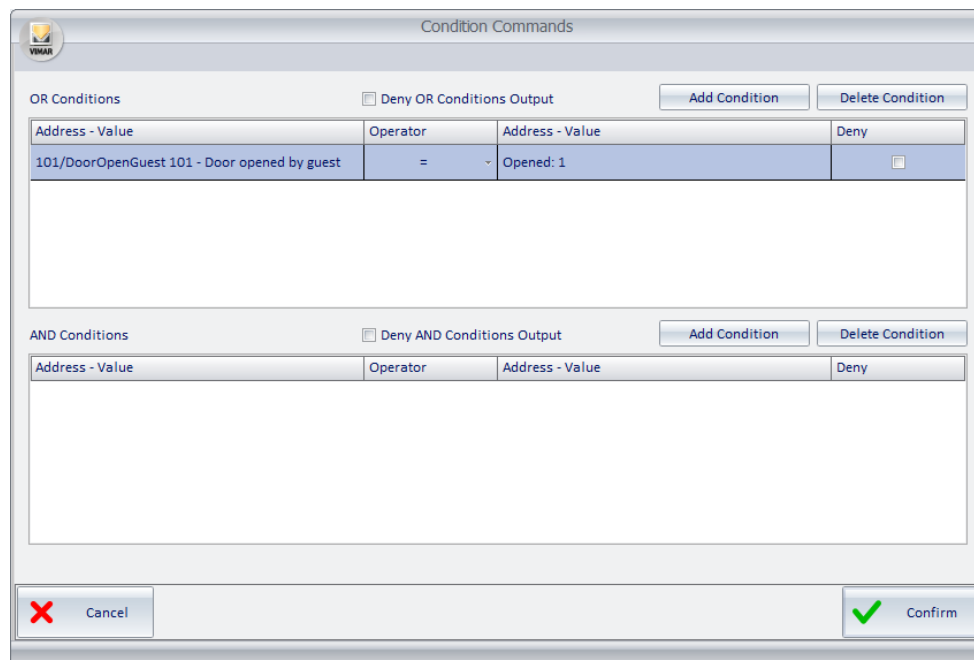 Condition Commands
VIMAR
OR Conditions Deny OR Conditions Output Add Condition Delete Condition
Address - Value Operator Address - Value Deny
101/DoorOpenGuest 101 - Door opened by guest = Opened: 1
AND Conditions Deny AND Conditions Output Add Condition Delete Condition
Address - Value Operator Address - Value Deny
Cancel Confirm